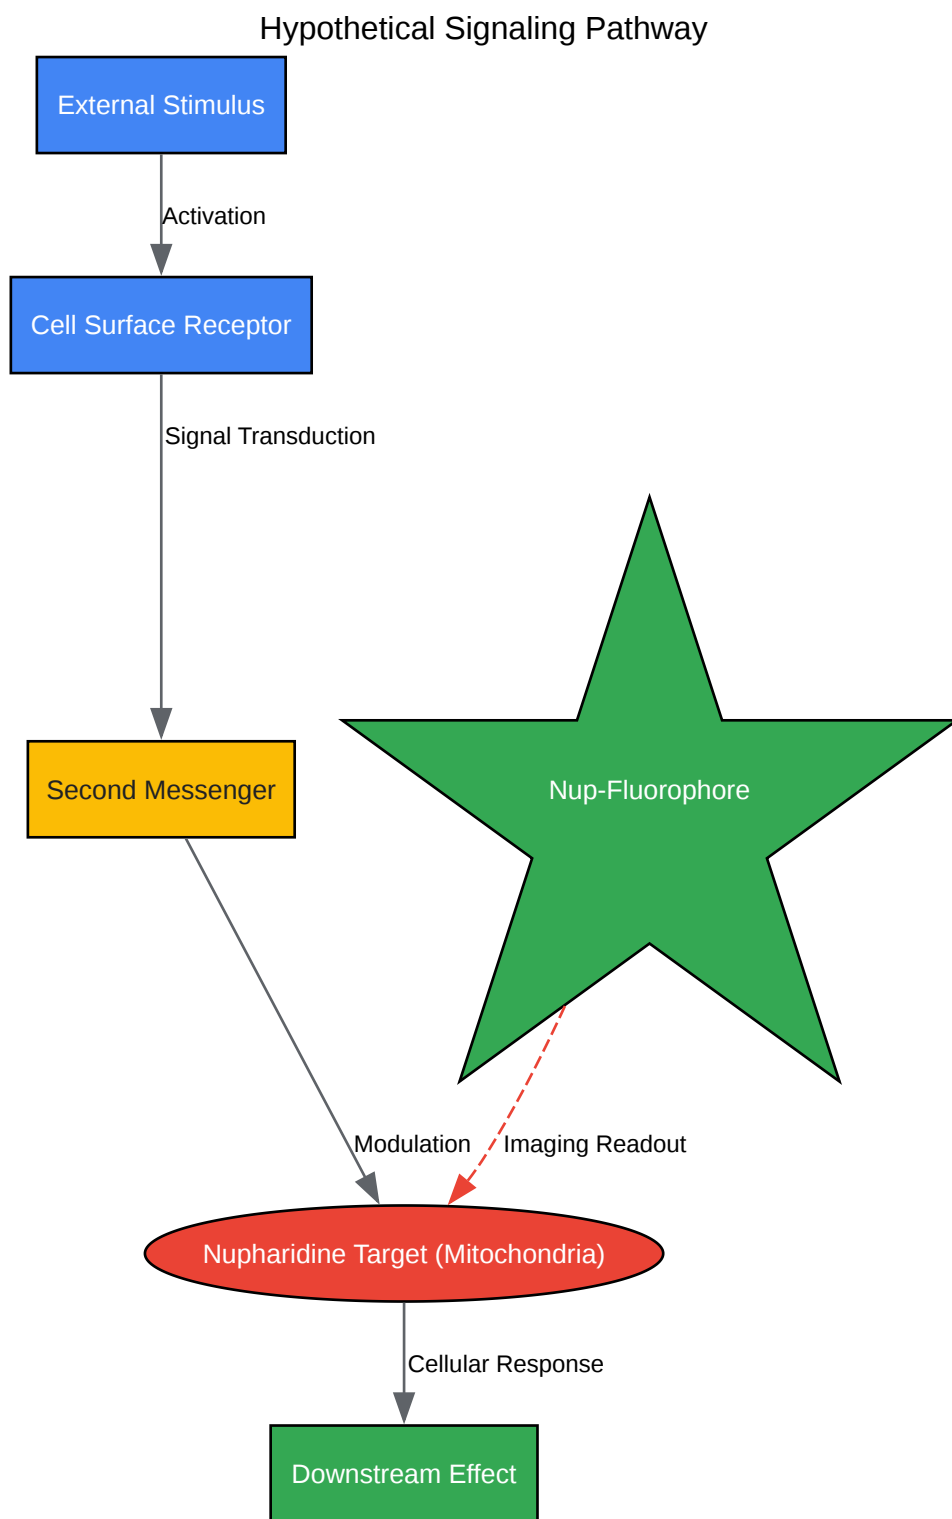 Hypothetical Signaling Pathway
External Stimulus
Activation
Cell Surface Receptor
Signal Transduction
Second Messenger
Nup-Fluorophore
Modulation
Imaging Readout
Nupharidine Target (Mitochondria)
Cellular Response
Downstream Effect